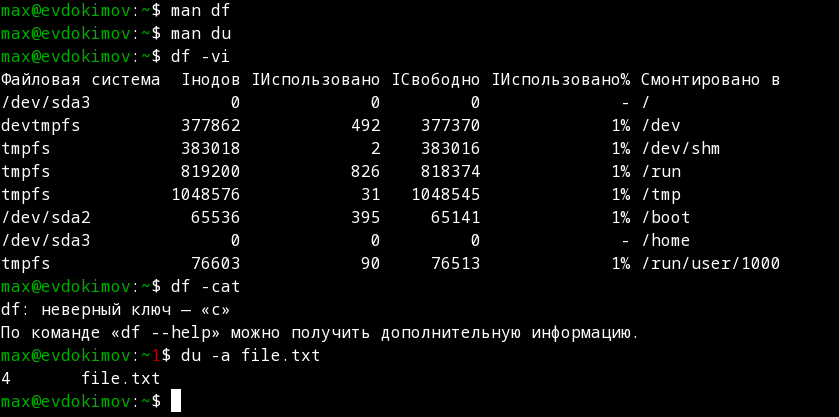 max@evdokimov:~$ man df
max@evdokimov:~$ man du
max@evdokimov:~$ df -vi
Файловая система  Iнодов IИспользовано IСвободно IИспользовано% Смонтировано в
/dev/sda3              0             0         0              - /
devtmpfs          377862           492    377370             1% /dev
tmpfs             383018             2    383016             1% /dev/shm
tmpfs             819200           826    818374             1% /run
tmpfs            1048576            31   1048545             1% /tmp
/dev/sda2          65536           395     65141             1% /boot
/dev/sda3              0             0         0              - /home
tmpfs              76603            90     76513             1% /run/user/1000
max@evdokimov:~$ df -cat
df: неверный ключ — «c»
По команде «df --help» можно получить дополнительную информацию.
max@evdokimov:~1$ du -a file.txt
4       file.txt
max@evdokimov:~$